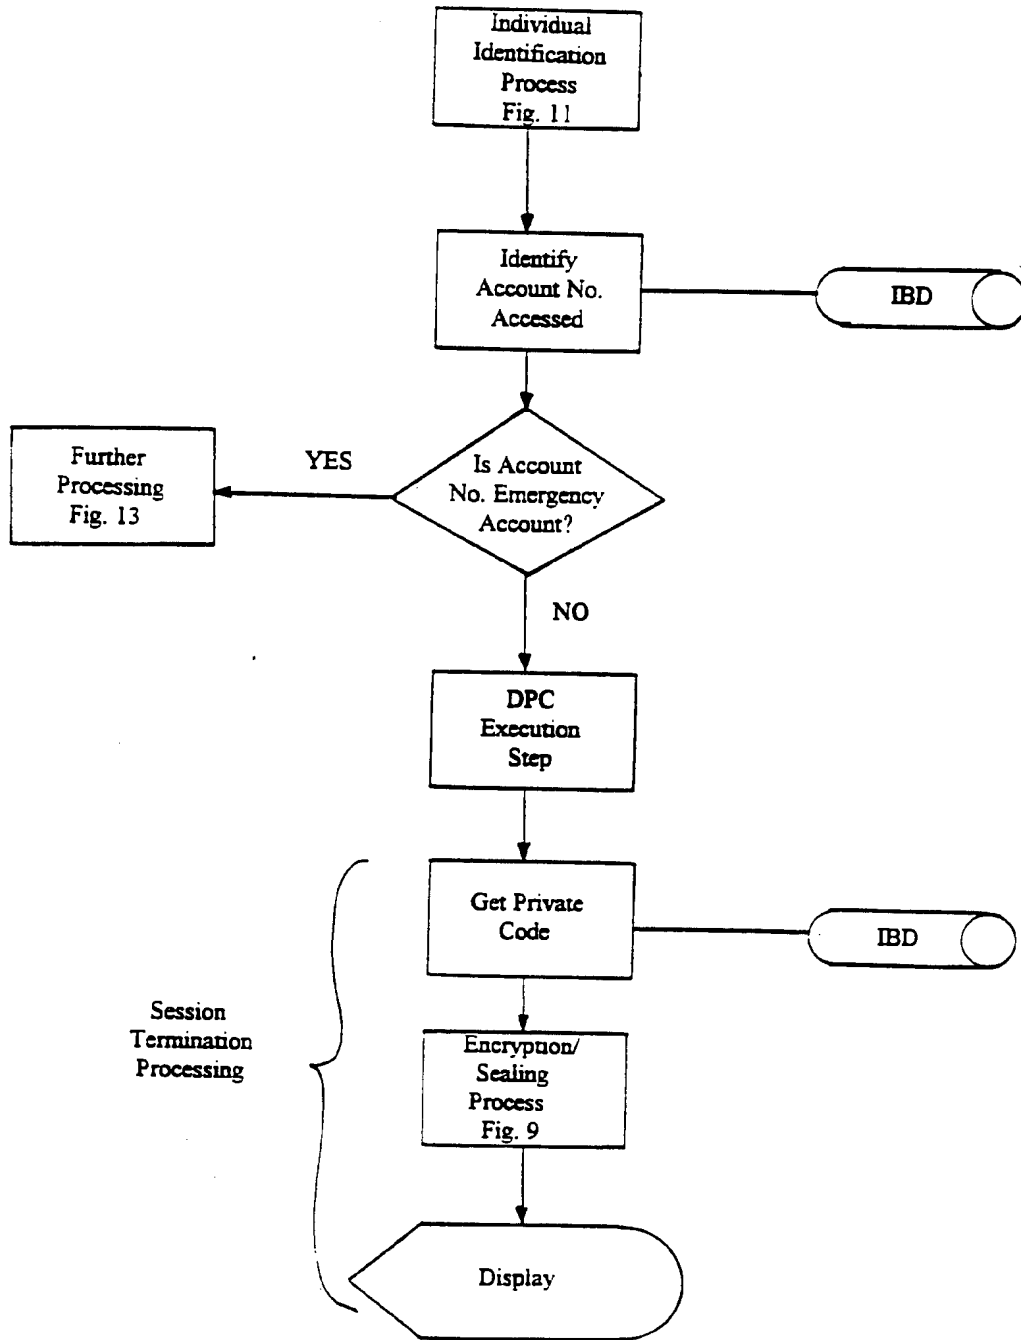 Individual
Identification
Process
Fig. 11
Identify
Account No.
Accessed
IBD
Further
Processing
Fig. 13
YES
Is Account
No. Emergency
Account?
NO
DPC
Execution
Step
Get Private
Code
IBD
Session
Termination
Processing
Encryption/
Sealing
Process
Fig. 9
Display